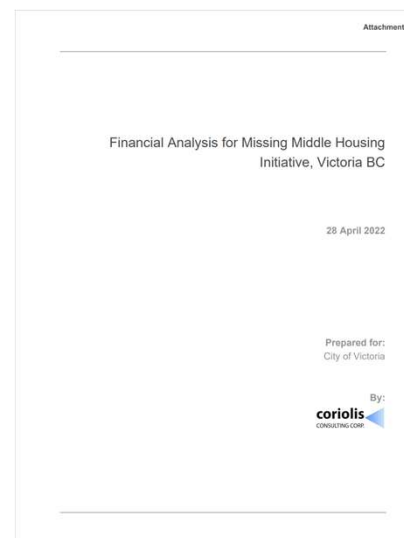 Attachment
Financial Analysis for Missing Middle Housing
Initiative, Victoria BC
28 April 2022
Prepared for:
City of Victoria
By:
coriolis
CONSULTING CORP.